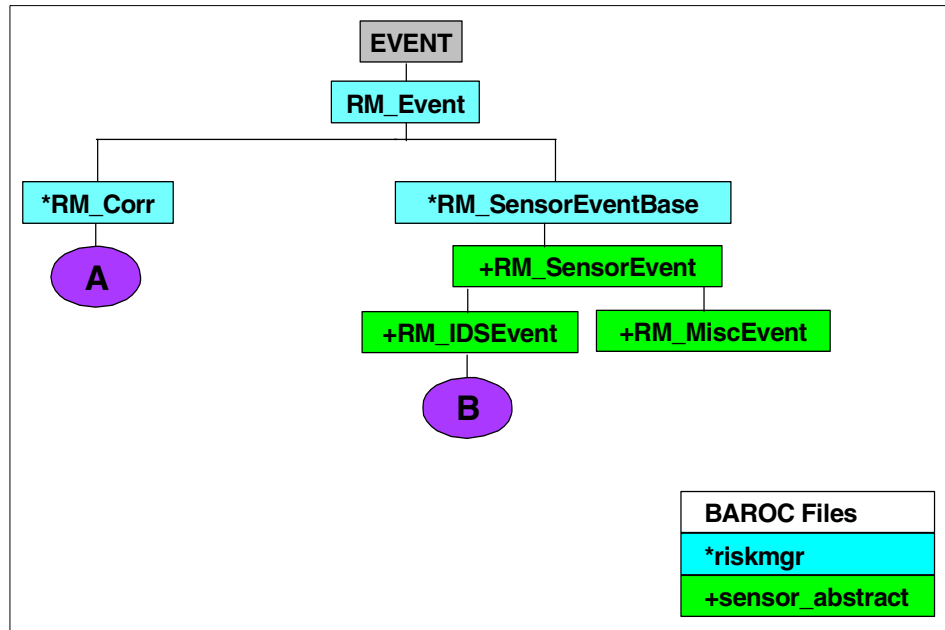 EVENT
RM_Event
*RM_Corr
*RM_SensorEventBase
A
+RM_SensorEvent
+RM_IDSEvent
+RM_MiscEvent
B
BAROC Files
*riskmgr
+sensor_abstract